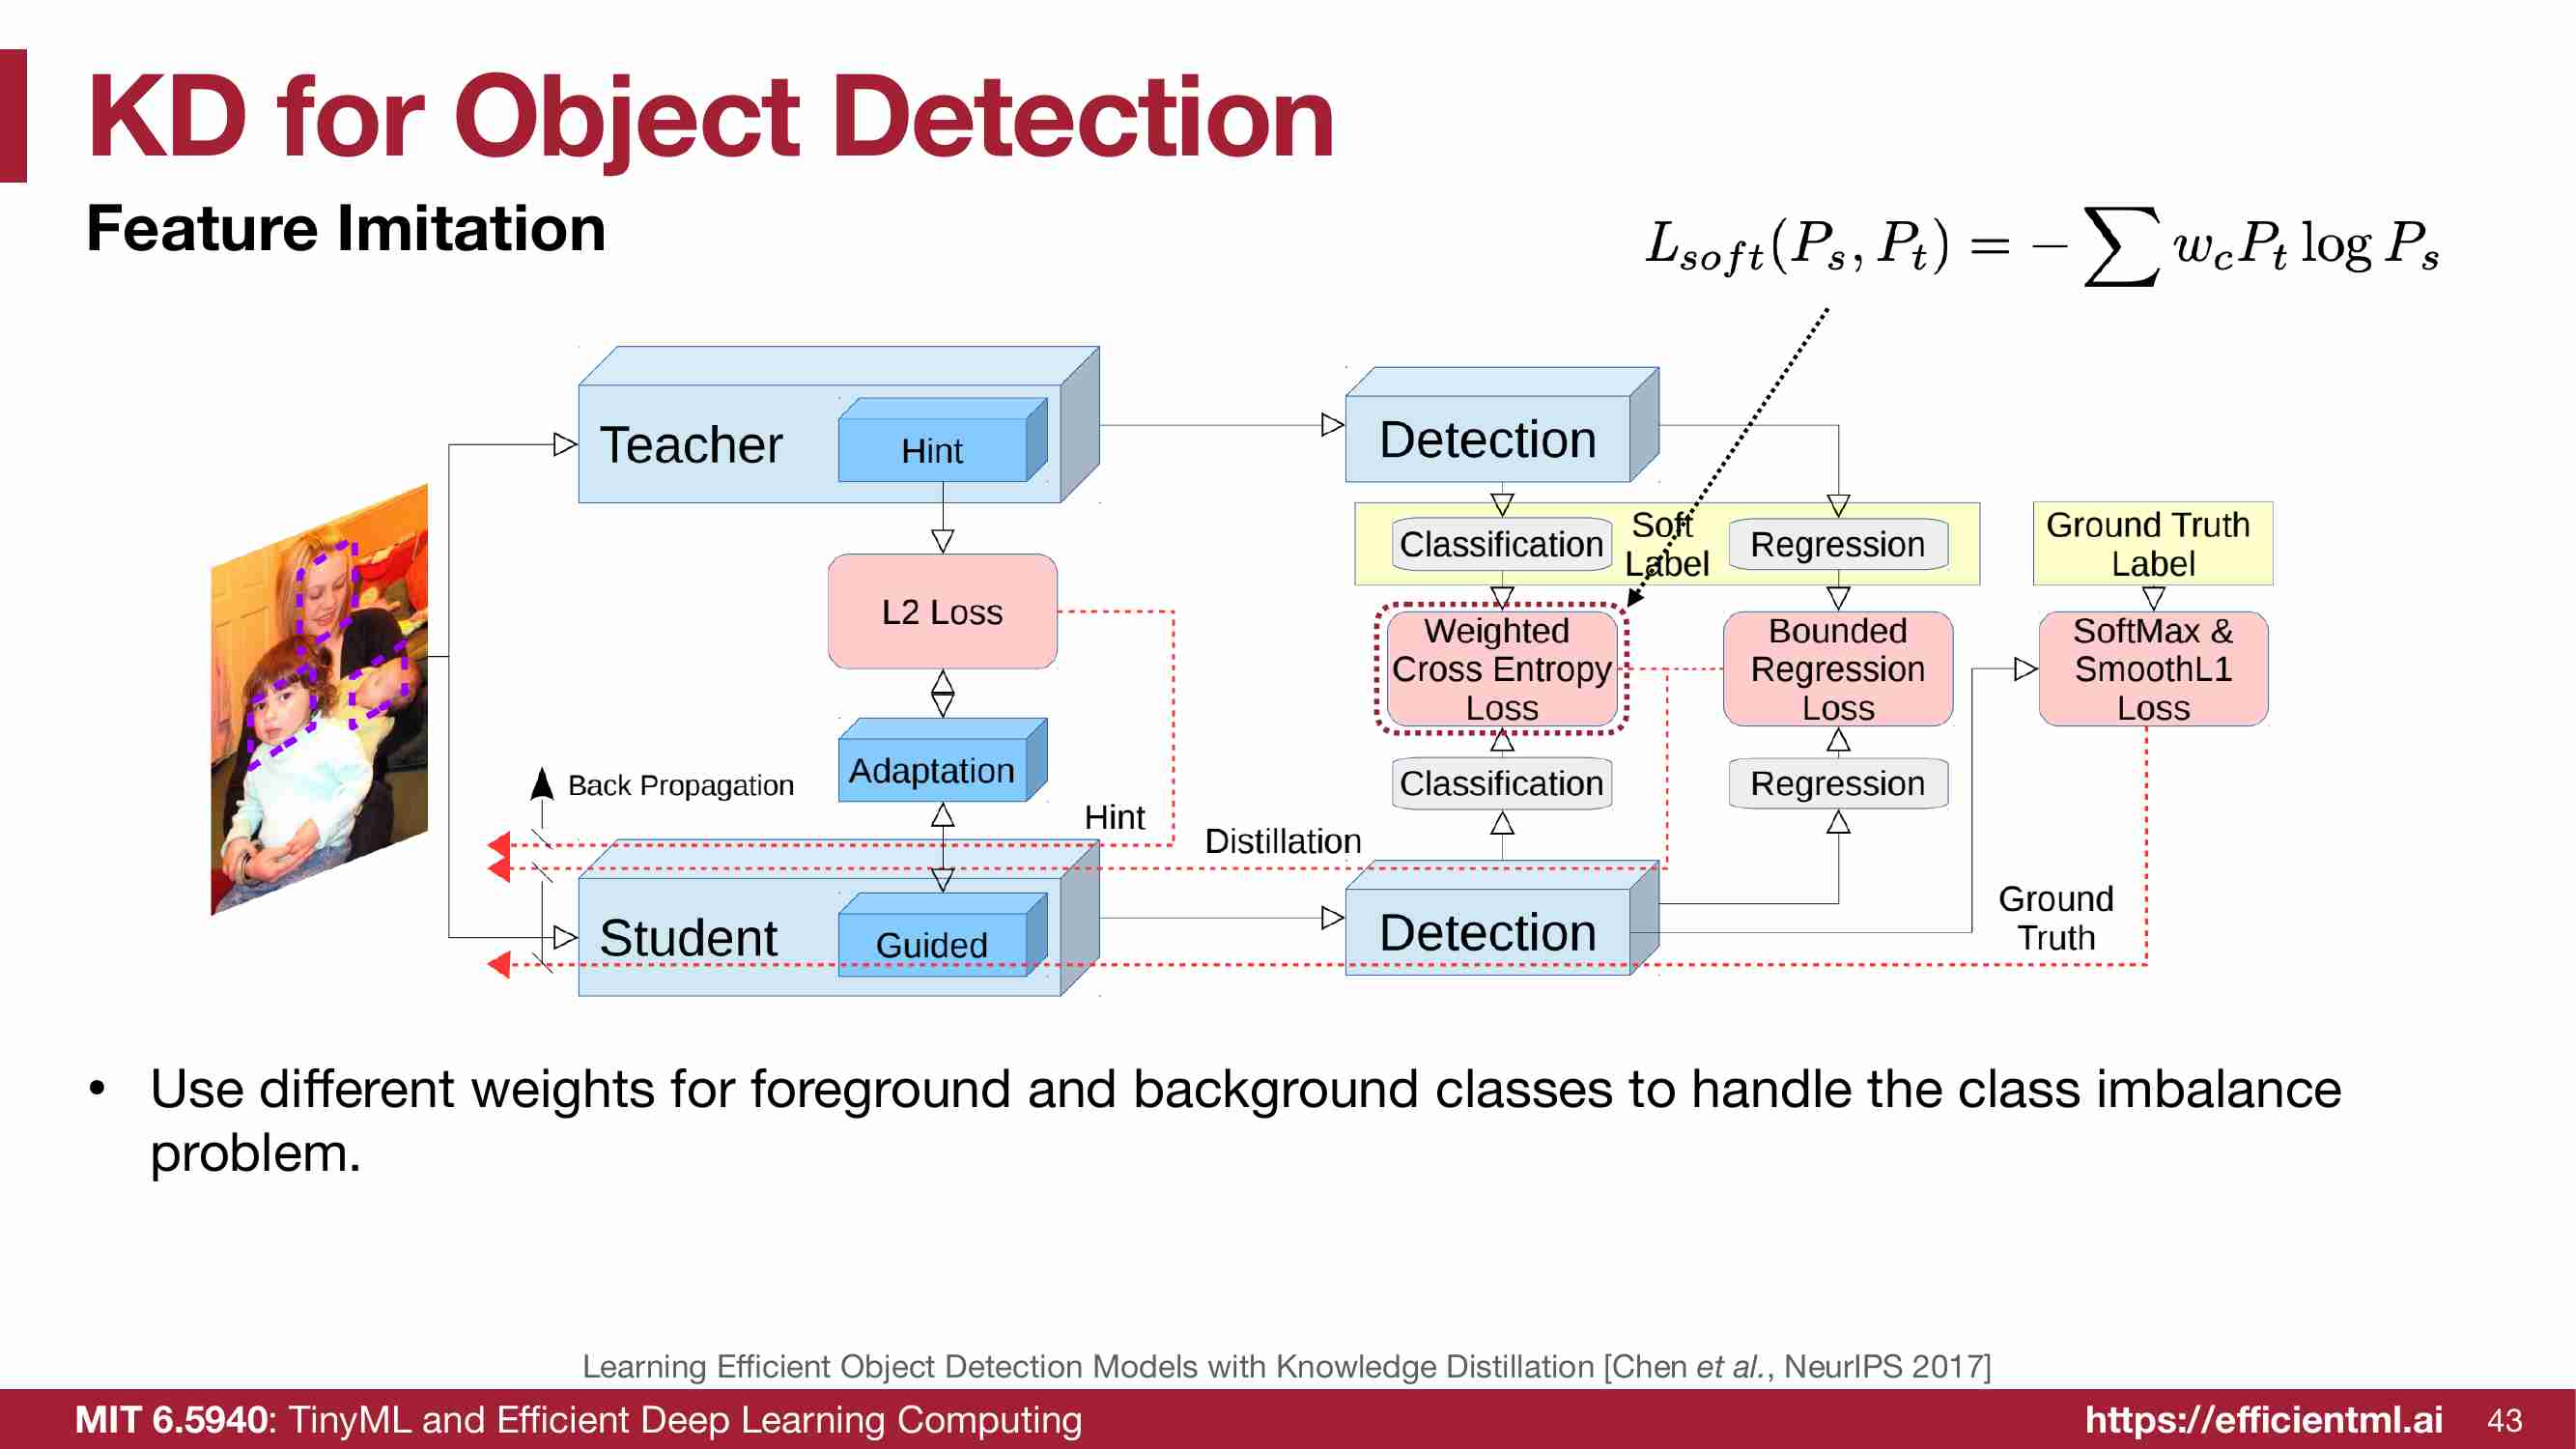 KD for Object Detection
Feature Imitation
L_{soft}(P_s, P_t) = - ∑ w_c P_t log P_s
Teacher
Hint
Detection
Classification
Soft
Label
Regression
Ground Truth
Label
L2 Loss
Weighted
Cross Entropy
Loss
Bounded
Regression
Loss
SoftMax &
SmoothL1
Loss
Adaptation
Back Propagation
Classification
Regression
Hint
Distillation
Student
Guided
Detection
Ground
Truth
• Use different weights for foreground and background classes to handle the class imbalance
problem.
Learning Efficient Object Detection Models with Knowledge Distillation [Chen et al., NeurIPS 2017]
MIT 6.5940: TinyML and Efficient Deep Learning Computing
https://efficientml.ai
43